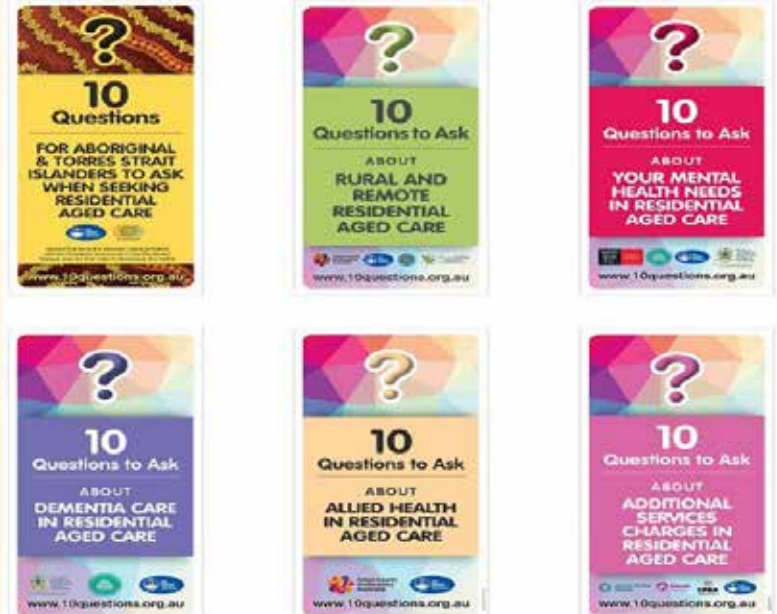 ?
10
Questions
FOR ABORIGINAL
& TORRES STRAIT
ISLANDERS TO ASK
WHEN SEEKING
RESIDENTIAL
AGED CARE
www.10questions.org.au
?
10
Questions to Ask
ABOUT
RURAL AND
REMOTE
RESIDENTIAL
AGED CARE
www.10questions.org.au
?
10
Questions to Ask
ABOUT
YOUR MENTAL
HEALTH NEEDS
IN RESIDENTIAL
AGED CARE
www.10questions.org.au
?
10
Questions to Ask
ABOUT
DEMENTIA CARE
IN RESIDENTIAL
AGED CARE
www.10questions.org.au
?
10
Questions to Ask
ABOUT
ALLIED HEALTH
IN RESIDENTIAL
AGED CARE
www.10questions.org.au
?
10
Questions to Ask
ABOUT
ADDITIONAL
SERVICES
CHARGES IN
RESIDENTIAL
AGED CARE
www.10questions.org.au